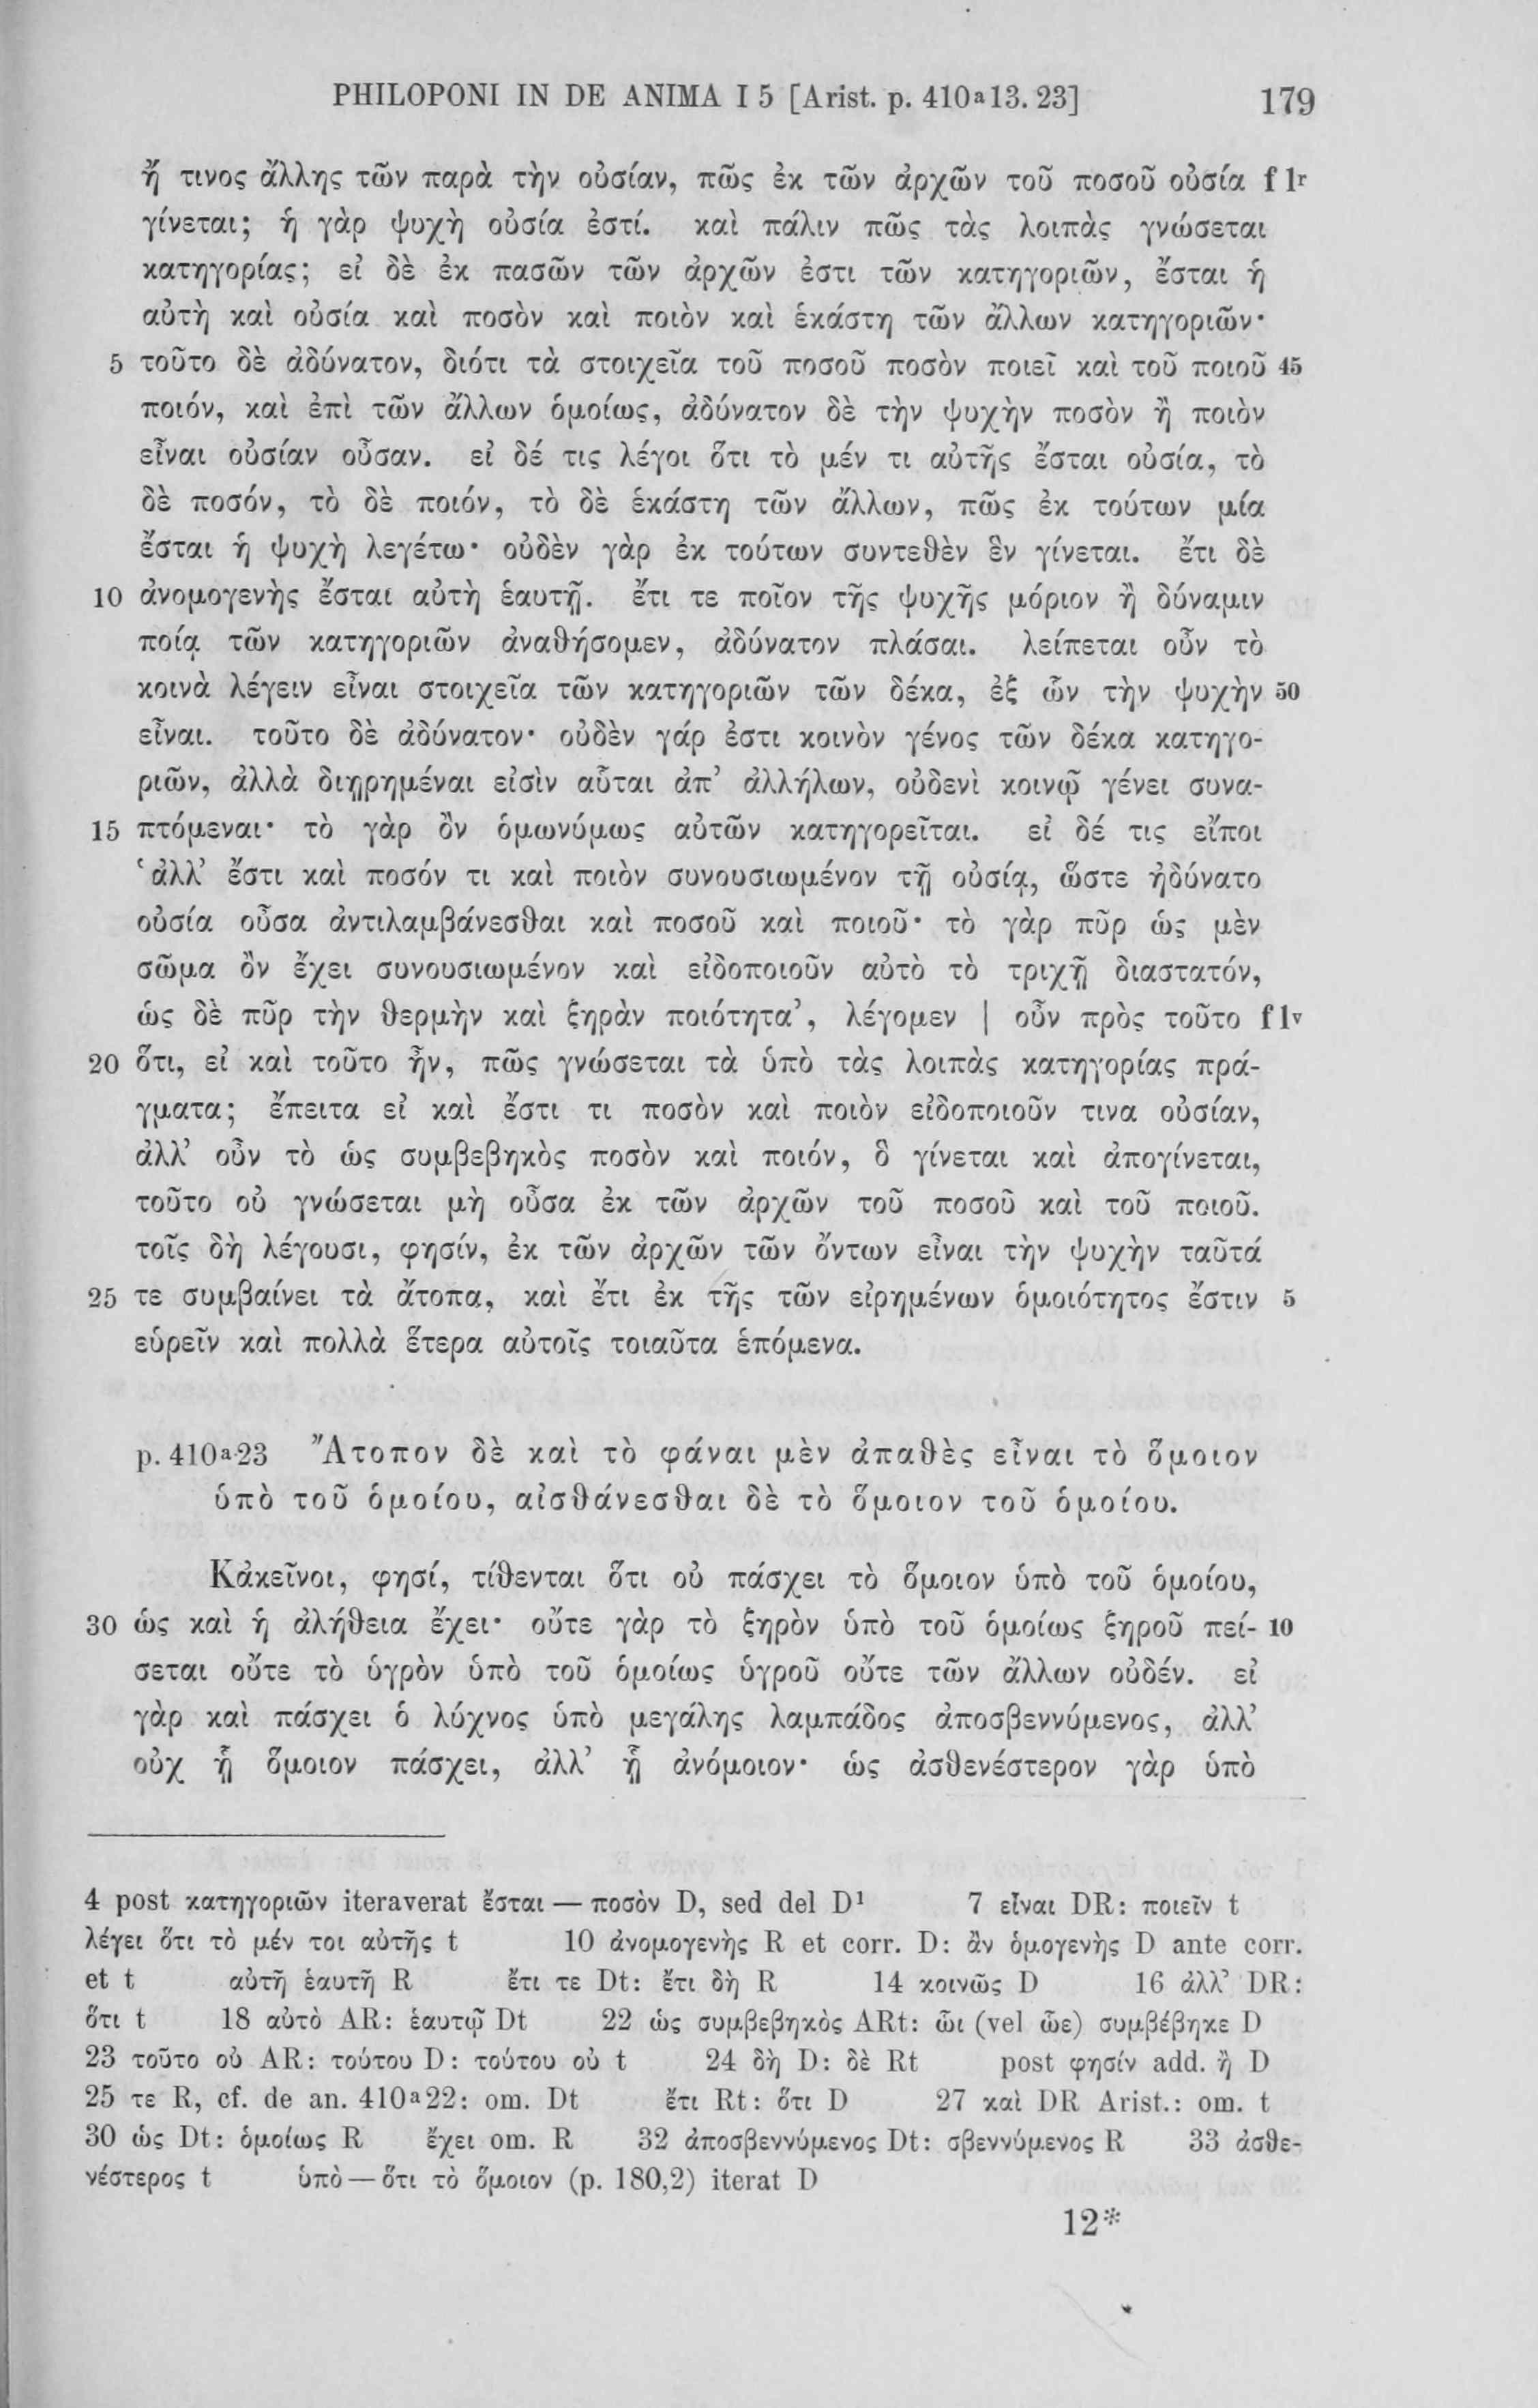 PHILOPONI IN DE ANIMA I 5 [Arist. p. 410ᵃ13. 23] 179
ἤ τινος ἄλλης τῶν παρὰ τὴν οὐσίαν, πῶς ἐκ τῶν ἀρχῶν τοῦ ποσοῦ οὐσία f 1ʳ
γίνεται; ἡ γὰρ ψυχὴ οὐσία ἐστί. καὶ πάλιν πῶς τὰς λοιπὰς γνώσεται
κατηγορίας; εἰ δὲ ἐκ πασῶν τῶν ἀρχῶν ἐστι τῶν κατηγοριῶν, ἔσται ἡ
αὐτὴ καὶ οὐσία καὶ ποσὸν καὶ ποιὸν καὶ ἑκάστη τῶν ἄλλων κατηγοριῶν·
5 τοῦτο δὲ ἀδύνατον, διότι τὰ στοιχεῖα τοῦ ποσοῦ ποσὸν ποιεῖ καὶ τοῦ ποιοῦ 45
ποιόν, καὶ ἐπὶ τῶν ἄλλων ὁμοίως, ἀδύνατον δὲ τὴν ψυχὴν ποσὸν ἢ ποιὸν
εἶναι οὐσίαν οὖσαν. εἰ δέ τις λέγοι ὅτι τὸ μέν τι αὐτῆς ἔσται οὐσία, τὸ
δὲ ποσόν, τὸ δὲ ποιόν, τὸ δὲ ἑκάστη τῶν ἄλλων, πῶς ἐκ τούτων μία
ἔσται ἡ ψυχὴ λεγέτω· οὐδὲν γὰρ ἐκ τούτων συντεθὲν ἓν γίνεται. ἔτι δὲ
10 ἀνομογενὴς ἔσται αὐτὴ ἑαυτῇ. ἔτι τε ποῖον τῆς ψυχῆς μόριον ἢ δύναμιν
ποίᾳ τῶν κατηγοριῶν ἀναθήσομεν, ἀδύνατον πλάσαι. λείπεται οὖν τὸ
κοινὰ λέγειν εἶναι στοιχεῖα τῶν κατηγοριῶν τῶν δέκα, ἐξ ὧν τὴν ψυχὴν 50
εἶναι. τοῦτο δὲ ἀδύνατον· οὐδὲν γάρ ἐστι κοινὸν γένος τῶν δέκα κατηγο-
ριῶν, ἀλλὰ διῃρημέναι εἰσὶν αὗται ἀπ’ ἀλλήλων, οὐδενὶ κοινῷ γένει συνα-
15 πτόμεναι· τὸ γὰρ ὂν ὁμωνύμως αὐτῶν κατηγορεῖται. εἰ δέ τις εἴποι
‘ἀλλ’ ἔστι καὶ ποσόν τι καὶ ποιὸν συνουσιωμένον τῇ οὐσίᾳ, ὥστε ἠδύνατο
οὐσία οὖσα ἀντιλαμβάνεσθαι καὶ ποσοῦ καὶ ποιοῦ· τὸ γὰρ πῦρ ὡς μὲν
σῶμα ὂν ἔχει συνουσιωμένον καὶ εἰδοποιοῦν αὐτὸ τὸ τριχῇ διαστατόν,
ὡς δὲ πῦρ τὴν θερμὴν καὶ ξηρὰν ποιότητα’, λέγομεν | οὖν πρὸς τοῦτο f 1ᵛ
20 ὅτι, εἰ καὶ τοῦτο ἦν, πῶς γνώσεται τὰ ὑπὸ τὰς λοιπὰς κατηγορίας πρά-
γματα; ἔπειτα εἰ καὶ ἔστι τι ποσὸν καὶ ποιὸν εἰδοποιοῦν τινα οὐσίαν,
ἀλλ’ οὖν τὸ ὡς συμβεβηκὸς ποσὸν καὶ ποιόν, ὃ γίνεται καὶ ἀπογίνεται,
τοῦτο οὐ γνώσεται μὴ οὖσα ἐκ τῶν ἀρχῶν τοῦ ποσοῦ καὶ τοῦ ποιοῦ.
τοῖς δὴ λέγουσι, φησίν, ἐκ τῶν ἀρχῶν τῶν ὄντων εἶναι τὴν ψυχὴν ταῦτά
25 τε συμβαίνει τὰ ἄτοπα, καὶ ἔτι ἐκ τῆς τῶν εἰρημένων ὁμοιότητος ἔστιν 5
εὑρεῖν καὶ πολλὰ ἕτερα αὐτοῖς τοιαῦτα ἑπόμενα.
p. 410ᵃ23 Ἄτοπον δὲ καὶ τὸ φάναι μὲν ἀπαθὲς εἶναι τὸ ὅμοιον
ὑπὸ τοῦ ὁμοίου, αἰσθάνεσθαι δὲ τὸ ὅμοιον τοῦ ὁμοίου.
Κἀκεῖνοι, φησί, τίθενται ὅτι οὐ πάσχει τὸ ὅμοιον ὑπὸ τοῦ ὁμοίου,
30 ὡς καὶ ἡ ἀλήθεια ἔχει· οὔτε γὰρ τὸ ξηρὸν ὑπὸ τοῦ ὁμοίως ξηροῦ πεί- 10
σεται οὔτε τὸ ὑγρὸν ὑπὸ τοῦ ὁμοίως ὑγροῦ οὔτε τῶν ἄλλων οὐδέν. εἰ
γὰρ καὶ πάσχει ὁ λύχνος ὑπὸ μεγάλης λαμπάδος ἀποσβεννύμενος, ἀλλ’
οὐχ ᾗ ὅμοιον πάσχει, ἀλλ’ ᾗ ἀνόμοιον· ὡς ἀσθενέστερον γὰρ ὑπὸ
4 post κατηγοριῶν iteraverat ἔσται — ποσὸν D, sed del D¹ 7 εἶναι DR: ποιεῖν t
λέγει ὅτι τὸ μέν τοι αὐτῆς t 10 ἀνομογενὴς R et corr. D: ἂν ὁμογενὴς D ante corr.
et t αὐτῆ ἑαυτῆ R ἔτι τε Dt: ἔτι δὴ R 14 κοινῶς D 16 ἀλλ’ DR:
ὅτι t 18 αὐτὸ AR: ἑαυτῷ Dt 22 ὡς συμβεβηκὸς ARt: ὧι (vel ὧε) συμβέβηκε D
23 τοῦτο οὐ AR: τούτου D: τούτου οὐ t 24 δὴ D: δὲ Rt post φησίν add. ἢ D
25 τε R, cf. de an. 410ᵃ22: om. Dt ἔτι Rt: ὅτι D 27 καὶ DR Arist.: om. t
30 ὡς Dt: ὁμοίως R ἔχει om. R 32 ἀποσβεννύμενος Dt: σβεννύμενος R 33 ἀσθε-
νέστερος t ὑπὸ — ὅτι τὸ ὅμοιον (p. 180,2) iterat D
12*